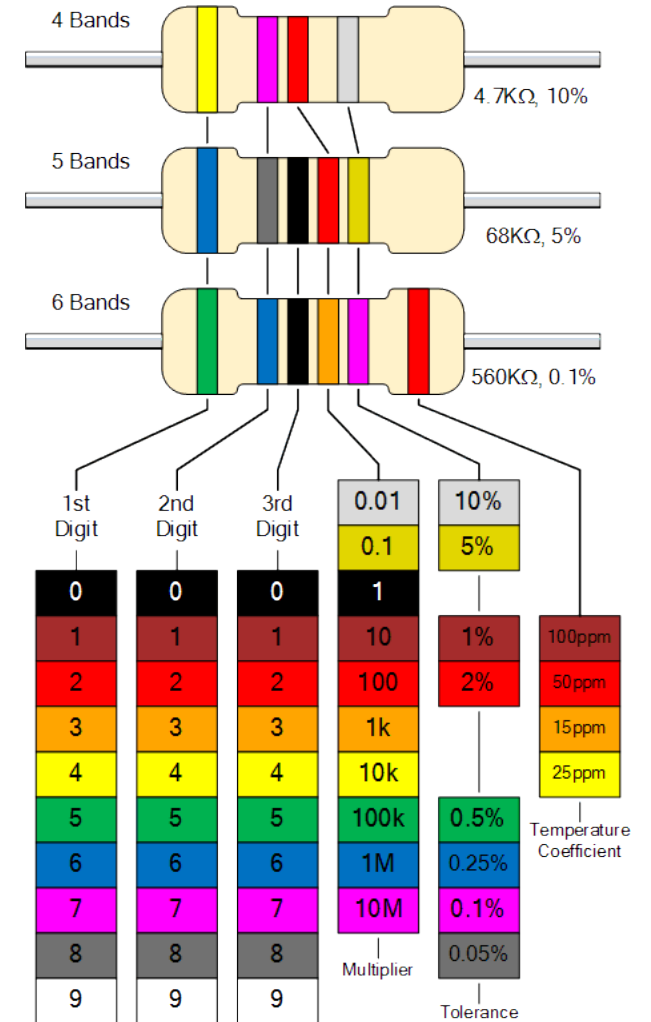 4 Bands
4.7KΩ, 10%
5 Bands
68KΩ, 5%
6 Bands
560KΩ, 0.1%
1st
Digit
2nd
Digit
3rd
Digit
0.01 10%
0.1 5%
0 0 0 1
1 1 1 10 1% 100ppm
2 2 2 100 2% 50ppm
3 3 3 1k 15ppm
4 4 4 10k 25ppm
5 5 5 100k 0.5%
Temperature
Coefficient
6 6 6 1M 0.25%
7 7 7 10M 0.1%
8 8 8 0.05%
Multiplier
9 9 9
Tolerance